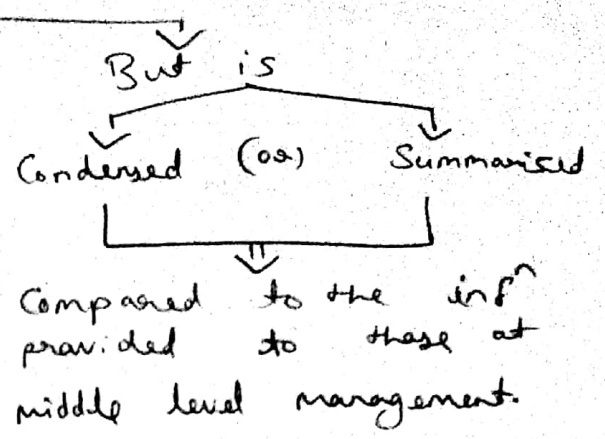 But is
Condensed (or) Summarised
Compared to the infⁿ
provided to those at
middle level management.